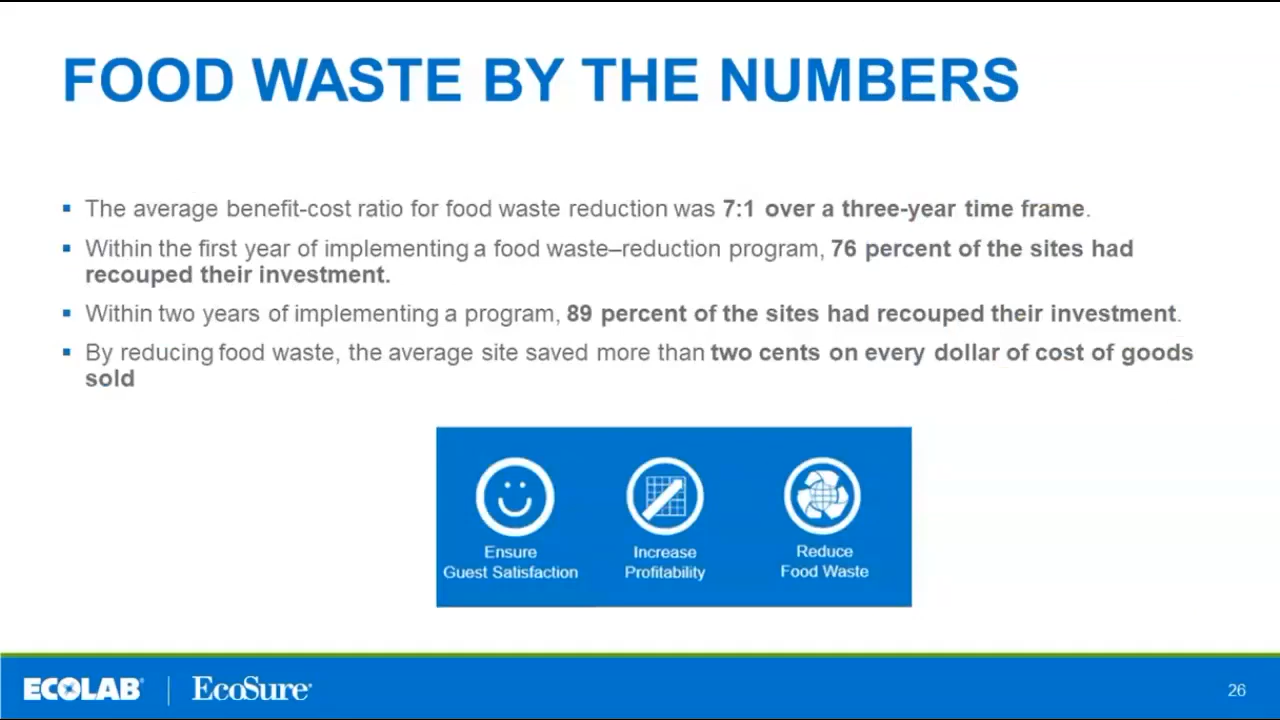 FOOD WASTE BY THE NUMBERS
The average benefit-cost ratio for food waste reduction was 7:1 over a three-year time frame.
Within the first year of implementing a food waste–reduction program, 76 percent of the sites had
recouped their investment.
Within two years of implementing a program, 89 percent of the sites had recouped their investment.
By reducing food waste, the average site saved more than two cents on every dollar of cost of goods
sold
Ensure
Guest Satisfaction
Increase
Profitability
Reduce
Food Waste
ECOLAB®
EcoSure®
26